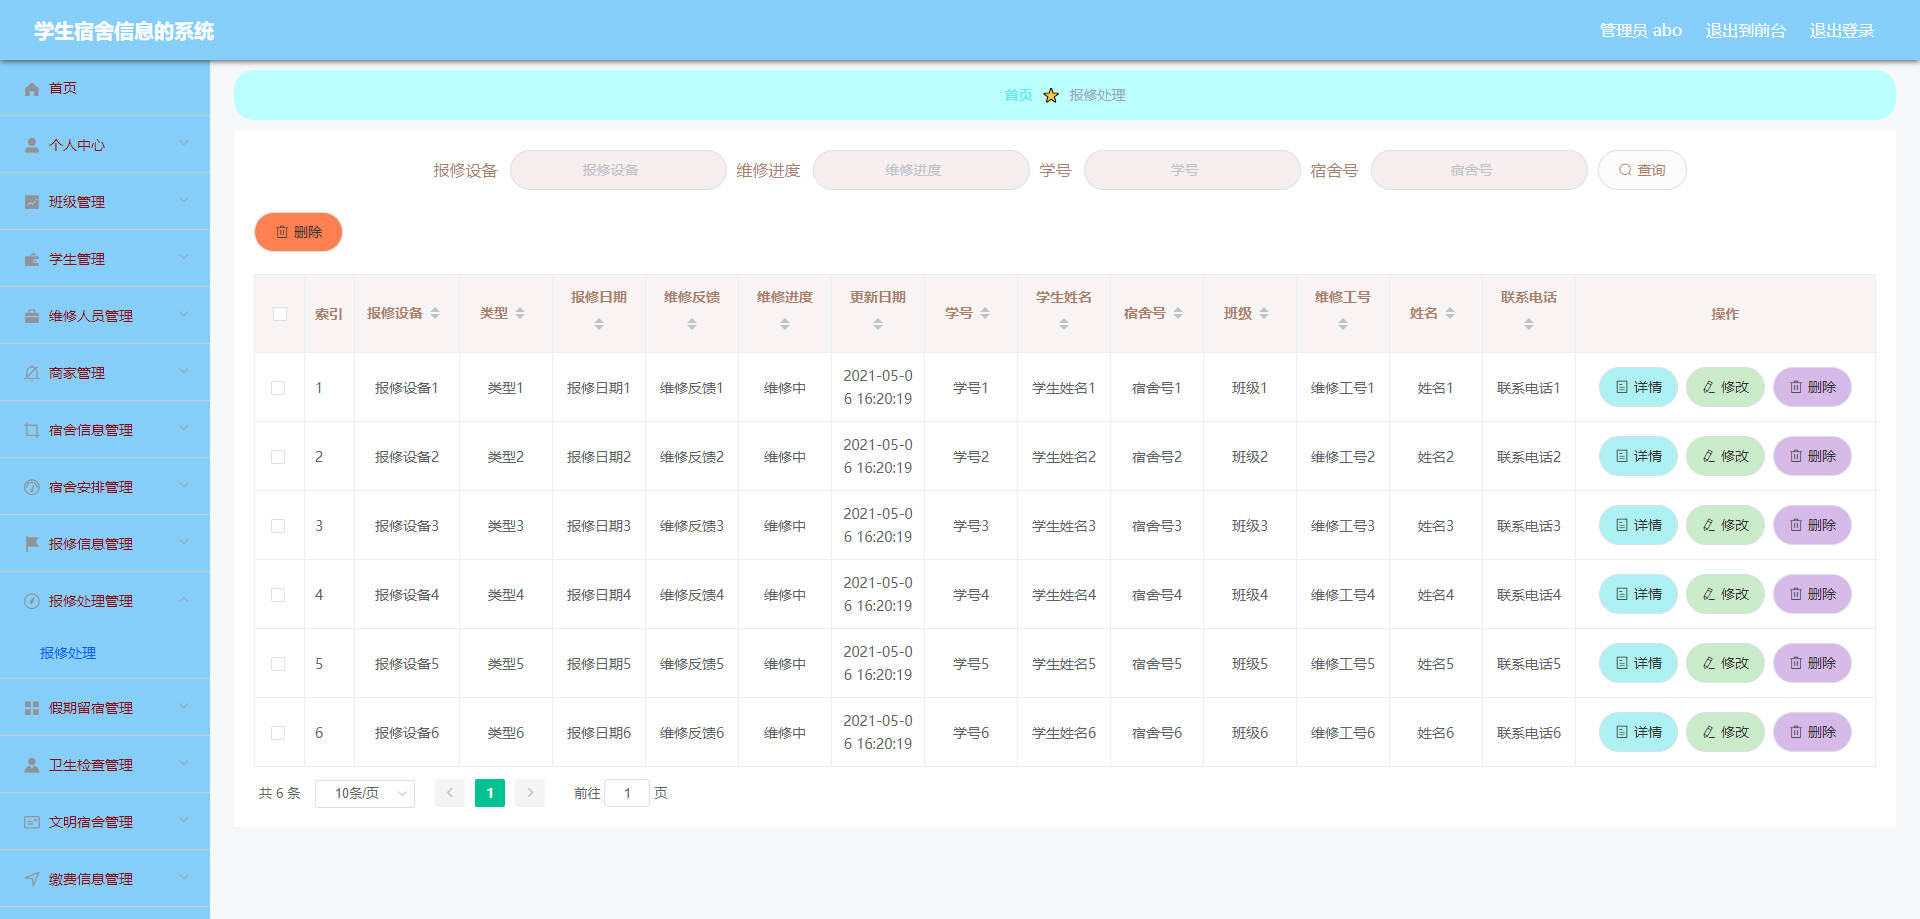 学生宿舍信息的系统
管理员 abo 退出到前台 退出登录
首页
个人中心
班级管理
学生管理
维修人员管理
商家管理
宿舍信息管理
宿舍安排管理
报修信息管理
报修处理管理
报修处理
假期留宿管理
卫生检查管理
文明宿舍管理
缴费信息管理
首页 报修处理
报修设备 报修设备 维修进度 维修进度 学号 学号 宿舍号 宿舍号 查询
删除
索引 报修设备 类型 报修日期 维修反馈 维修进度 更新日期 学号 学生姓名 宿舍号 班级 维修工号 姓名 联系电话 操作
1 报修设备1 类型1 报修日期1 维修反馈1 维修中 2021-05-0 学号1 学生姓名1 宿舍号1 班级1 维修工号1 姓名1 联系电话1 详情 修改 删除
6 16:20:19
2 报修设备2 类型2 报修日期2 维修反馈2 维修中 2021-05-0 学号2 学生姓名2 宿舍号2 班级2 维修工号2 姓名2 联系电话2 详情 修改 删除
6 16:20:19
3 报修设备3 类型3 报修日期3 维修反馈3 维修中 2021-05-0 学号3 学生姓名3 宿舍号3 班级3 维修工号3 姓名3 联系电话3 详情 修改 删除
6 16:20:19
4 报修设备4 类型4 报修日期4 维修反馈4 维修中 2021-05-0 学号4 学生姓名4 宿舍号4 班级4 维修工号4 姓名4 联系电话4 详情 修改 删除
6 16:20:19
5 报修设备5 类型5 报修日期5 维修反馈5 维修中 2021-05-0 学号5 学生姓名5 宿舍号5 班级5 维修工号5 姓名5 联系电话5 详情 修改 删除
6 16:20:19
6 报修设备6 类型6 报修日期6 维修反馈6 维修中 2021-05-0 学号6 学生姓名6 宿舍号6 班级6 维修工号6 姓名6 联系电话6 详情 修改 删除
6 16:20:19
共 6 条 10条/页 1 前往 1 页